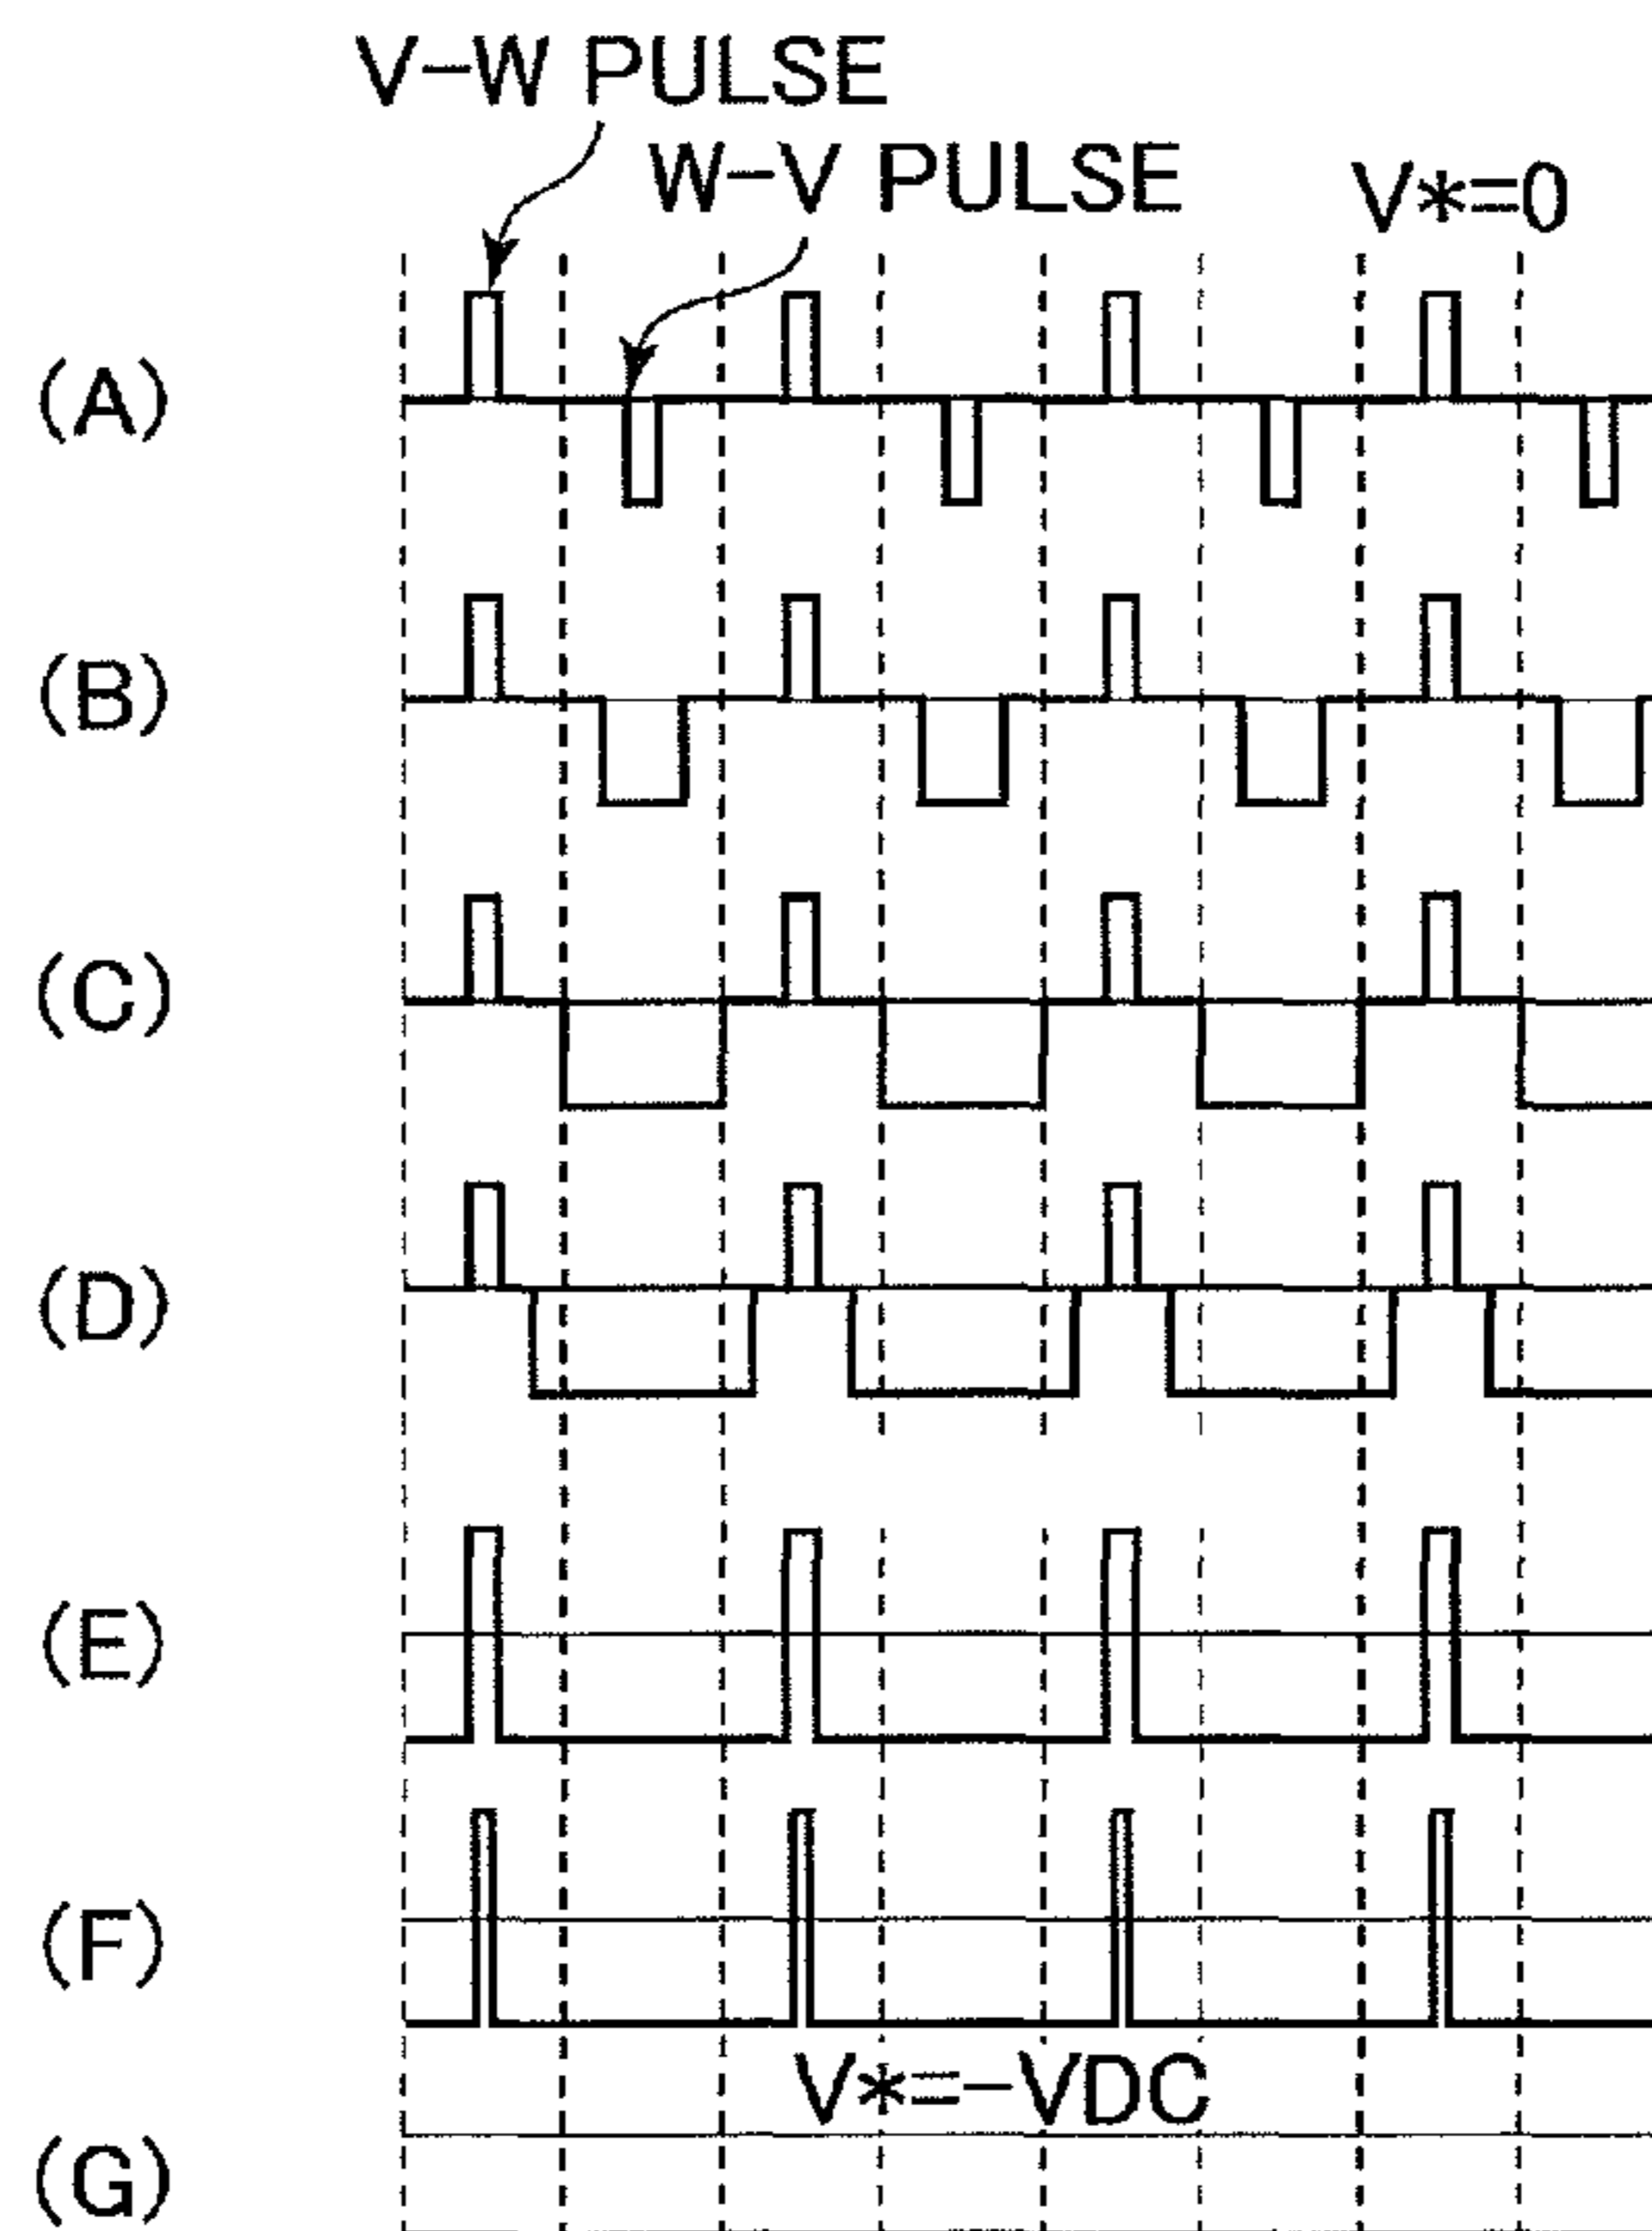 V-W PULSE
W-V PULSE
V*=0
(A)
(B)
(C)
(D)
(E)
(F)
V*=-VDC
(G)